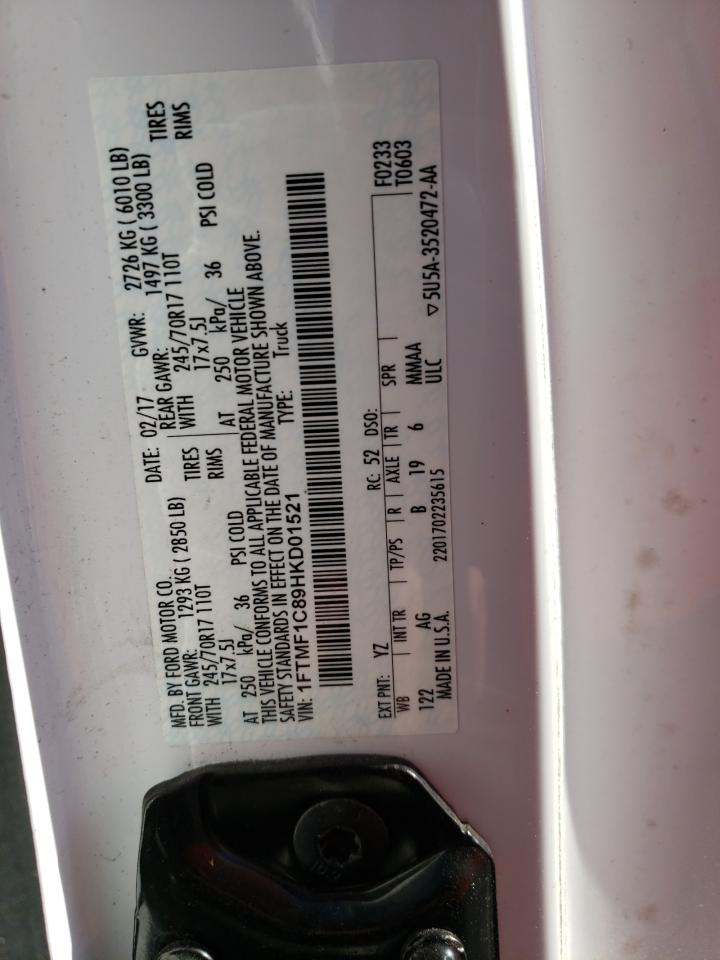 MFD. BY FORD MOTOR CO. DATE: 02/17 GVWR: 2726 KG ( 6010 LB)
FRONT GAWR: 1293 KG ( 2850 LB) REAR GAWR: 1497 KG ( 3300 LB)
WITH 245/70R17 110T TIRES WITH 245/70R17 110T TIRES
17x7.5J RIMS 17x7.5J RIMS
AT 250 kPa/ 36 PSI COLD AT 250 kPa/ 36 PSI COLD
THIS VEHICLE CONFORMS TO ALL APPLICABLE FEDERAL MOTOR VEHICLE
SAFETY STANDARDS IN EFFECT ON THE DATE OF MANUFACTURE SHOWN ABOVE.
VIN: 1FTMF1C89HKD01521 TYPE: Truck
EXT PNT: YZ RC: 52 DSO: F0233
WB INT TR TP/PS R AXLE TR SPR T0603
122 AG B 19 6 MMAA
MADE IN U.S.A. 2201702235615 ULC ▽5U5A-3520472-AA